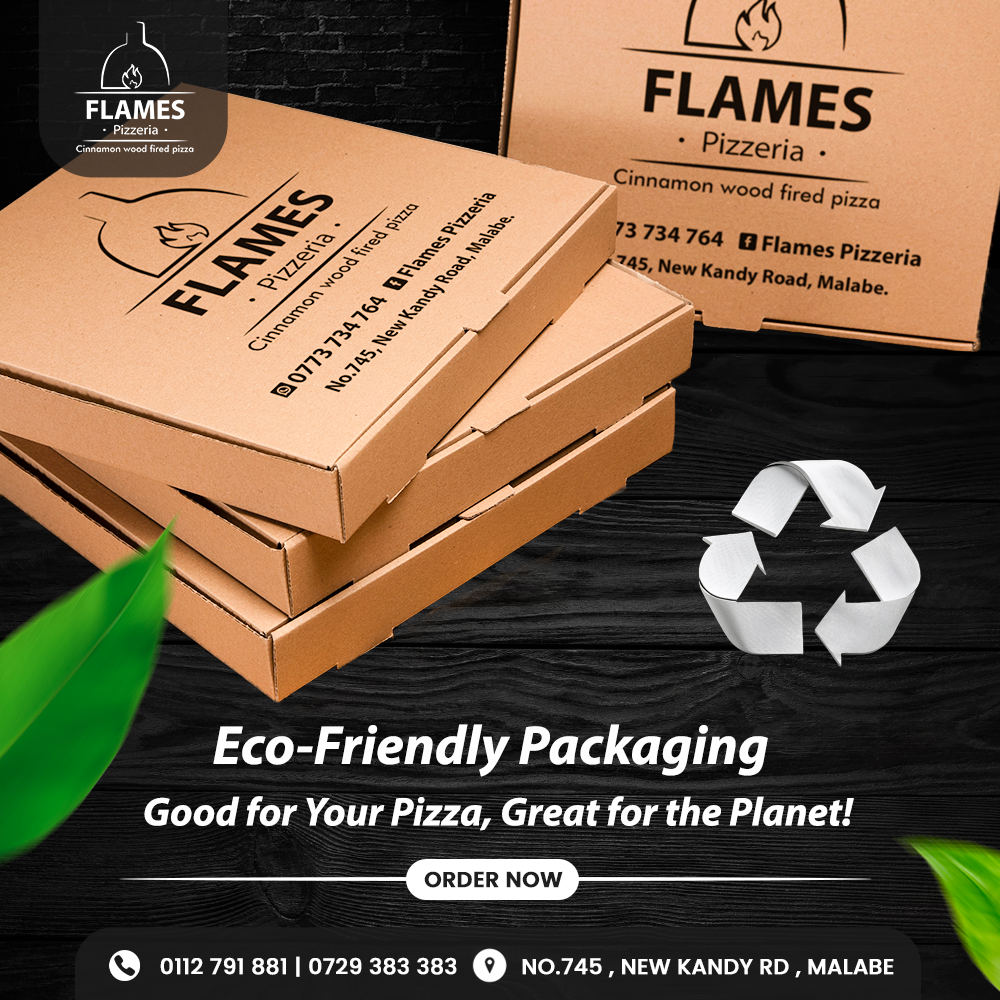 FLAMES
· Pizzeria ·
Cinnamon wood fired pizza
FLAMES
· Pizzeria ·
Cinnamon wood fired pizza
0773 734 764 Flames Pizzeria
No.745, New Kandy Road, Malabe.
FLAMES
· Pizzeria ·
Cinnamon wood fired pizza
73 734 764 Flames Pizzeria
745, New Kandy Road, Malabe.
Eco-Friendly Packaging
Good for Your Pizza, Great for the Planet!
ORDER NOW
0112 791 881 | 0729 383 383 NO.745 , NEW KANDY RD , MALABE